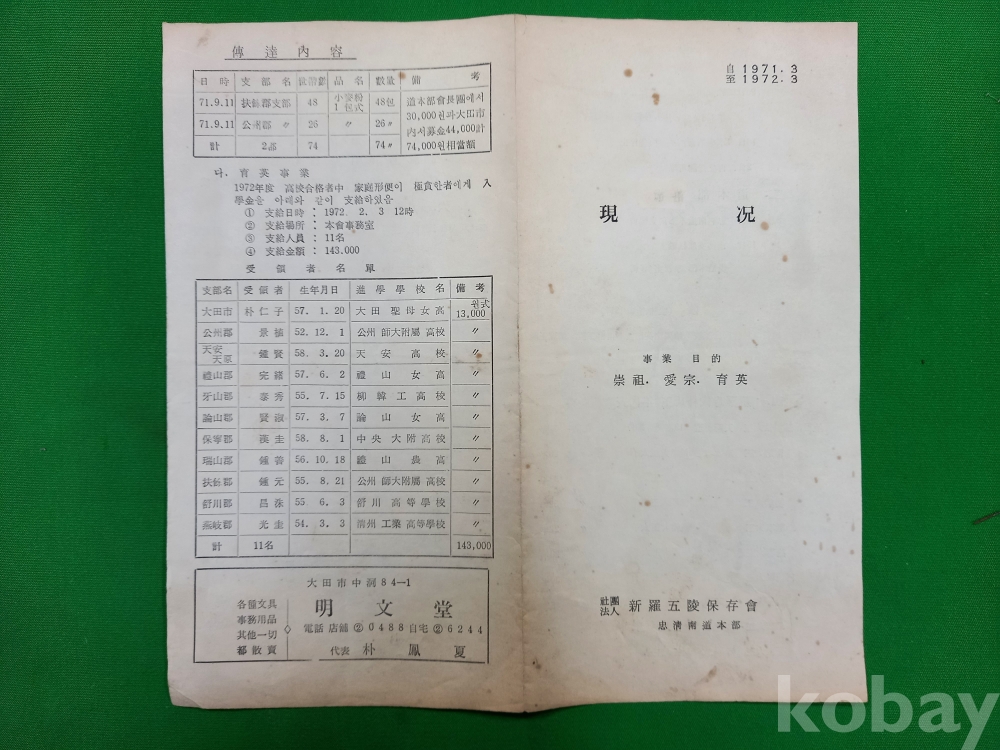 傳達內容
日時 支部名 數 品名 數量 備考
71.9.11 扶餘郡支部 48 小麥粉 1包式 48包 道本部會長團에서
71.9.11 公州郡 〃 26 〃 26〃 30,000원과 大田市
內서募金44,000計
計 2郡 74 74〃 74,000원相當額
다. 育英事業
1972年度 高校合格者中 家庭形便이 極貧한者에게 入
學金을 아래와 같이 支給하였음
① 支給日時 : 1972. 2. 3 12時
② 支給場所 : 本會事務室
③ 支給人員 : 11名
④ 支給金額 : 143.000
受領者名單
支部名 受領者 生年月日 進學學校名 備考
大田市 朴仁子 57. 1. 20 大田聖母女高 원式 13,000
公州郡 景植 52. 12. 1 公州師大附屬高校 〃
天安 天原 鍾賢 58. 3. 20 天安高校 〃
禮山郡 完緖 57. 6. 2 禮山女高 〃
牙山郡 泰秀 55. 7. 15 柳韓工高校 〃
論山郡 賢淑 57. 3. 7 論山女高 〃
保寧郡 漢圭 58. 8. 1 中央大附高校 〃
瑞山郡 鍾善 56. 10. 18 禮山農高 〃
扶餘郡 鍾元 55. 8. 21 公州師大附屬高校 〃
舒川郡 昌洙 55 6. 3 舒川高等學校 〃
燕岐郡 光圭 54. 3. 3 淸州工業高等學校 〃
計 11名 143,000
大田市中洞84—1
各種文具
事務用品
其他一切
都散賣
明文堂
電話 店鋪 ② 0488 自宅 ② 6244
代表 朴鳳夏
自 1971. 3
至 1972. 3
現況
事業目的
崇祖. 愛宗. 育英
社團法人 新羅五陵保存會
忠淸南道本部
kobay